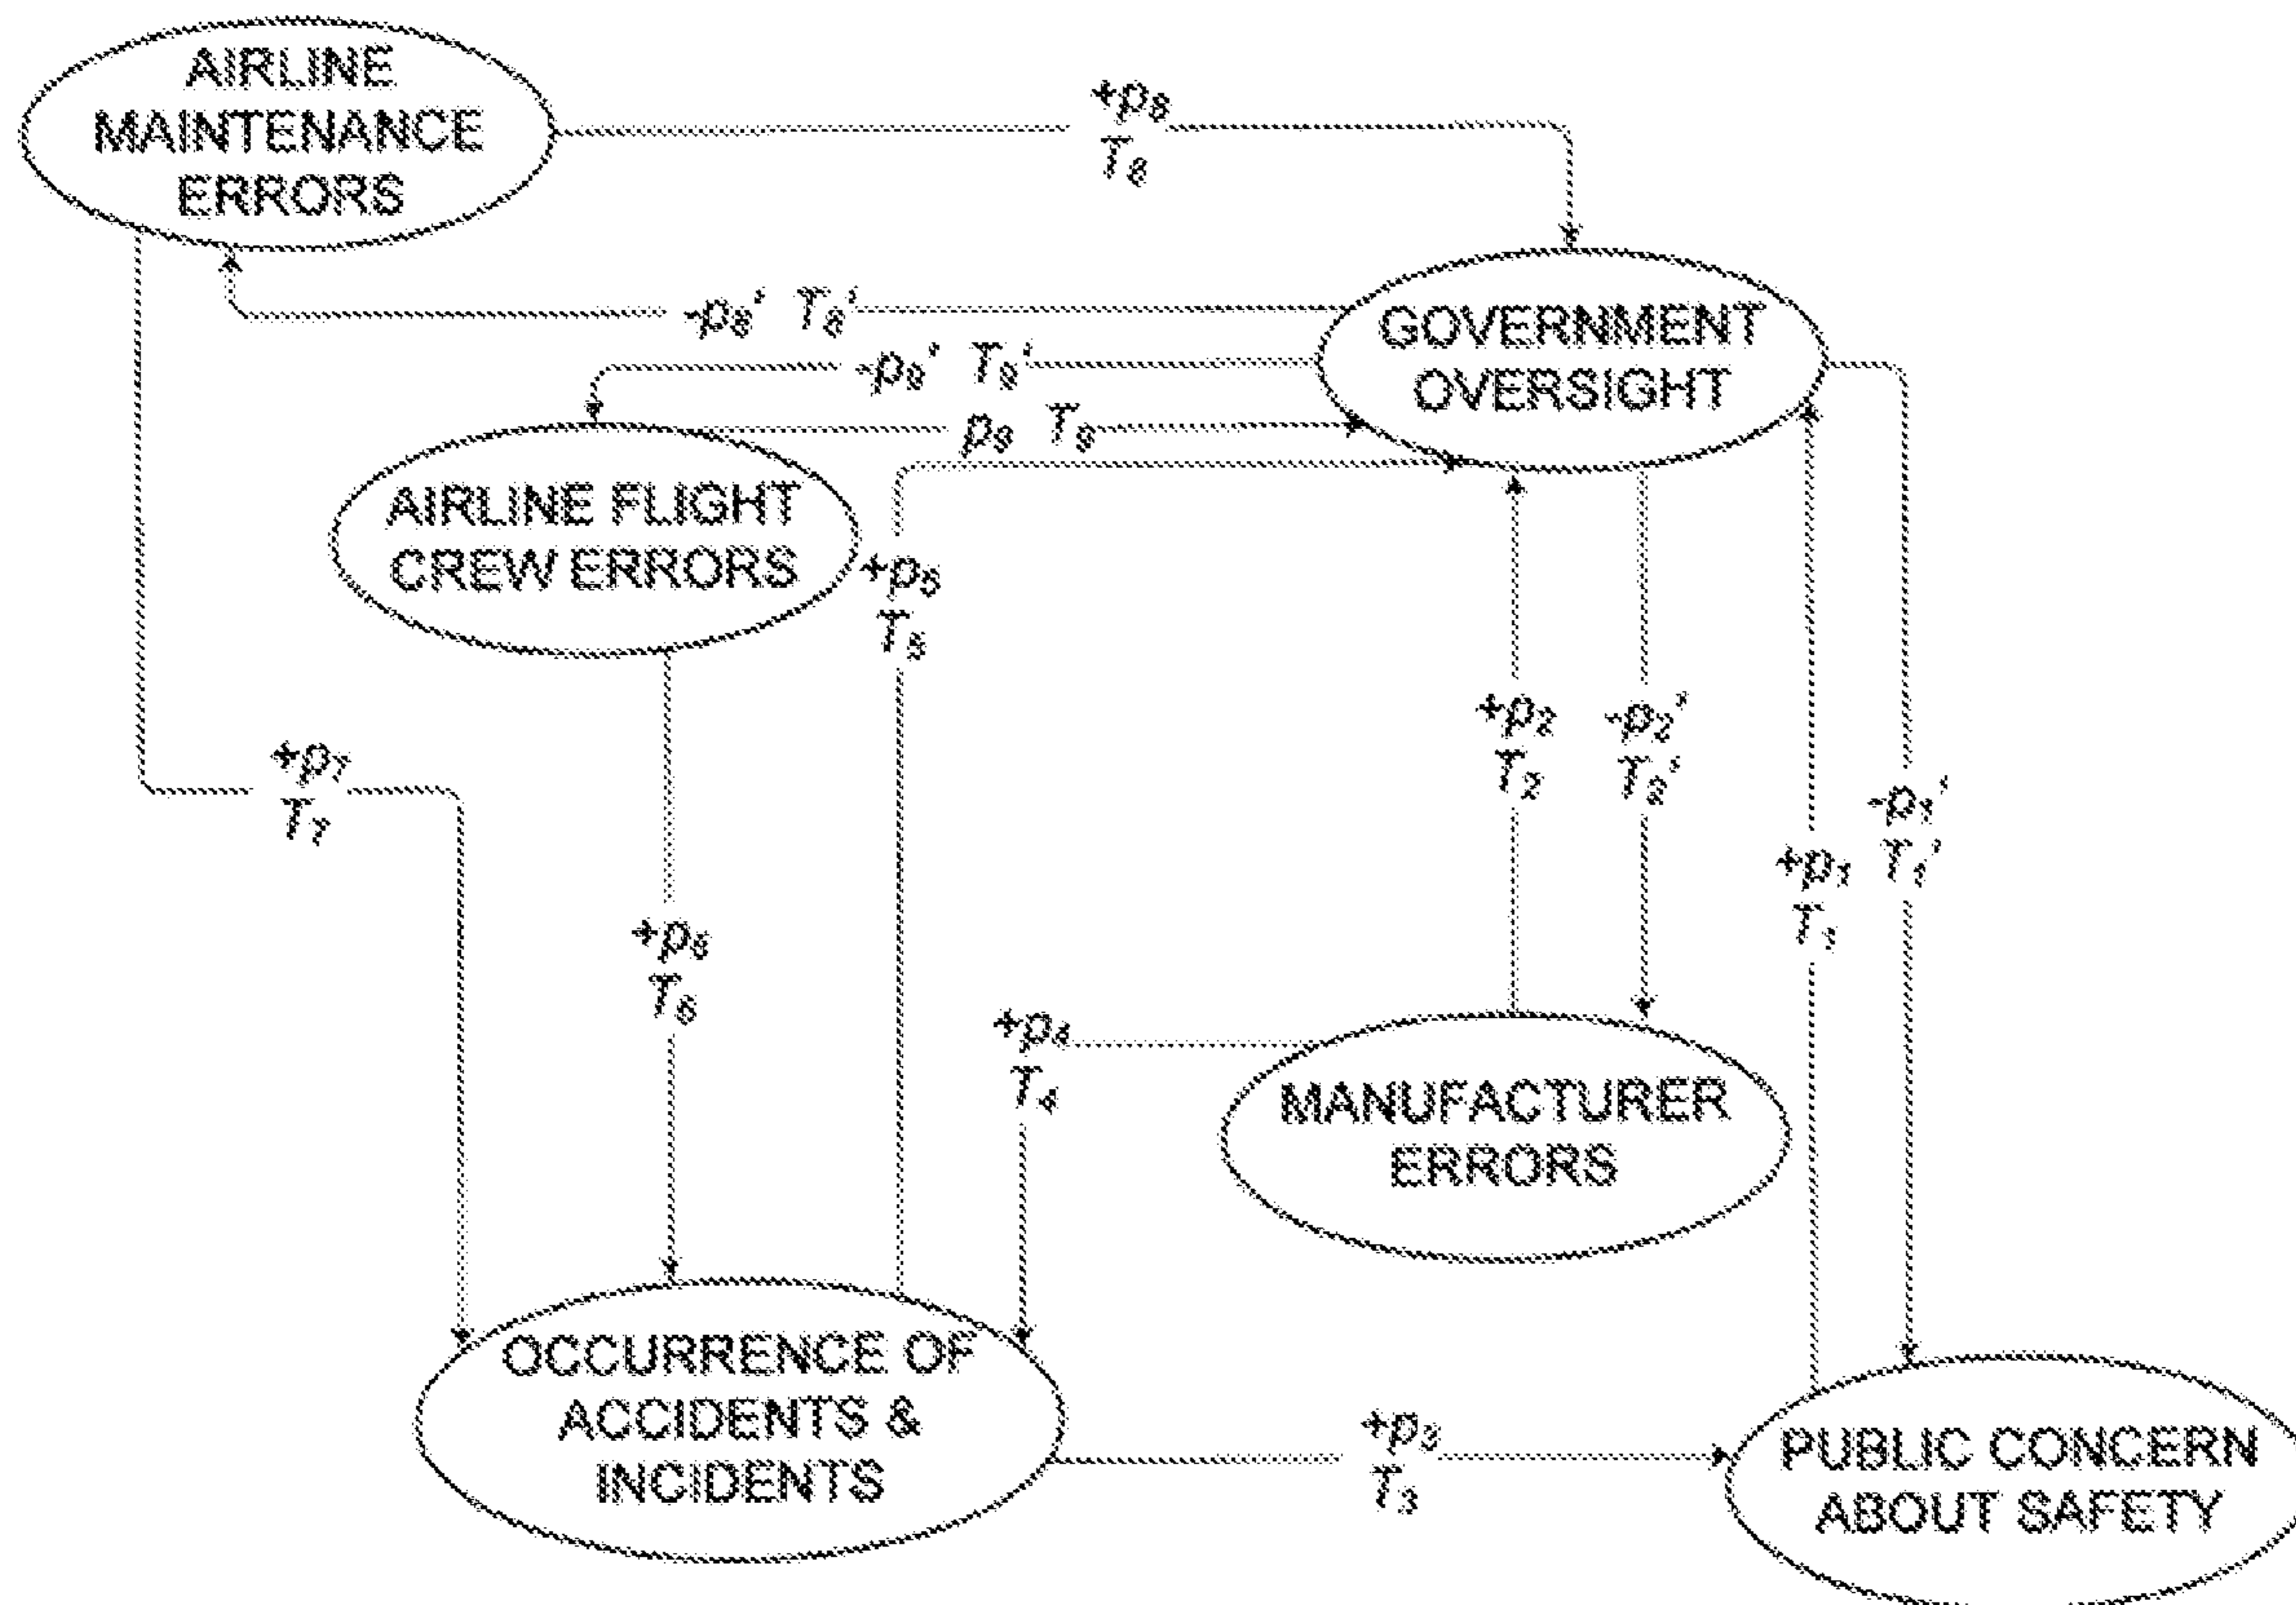 AIRLINE
MAINTENANCE
ERRORS
+p₈
T₈
-p₈' T₈'
GOVERNMENT
OVERSIGHT
-p₉' T₉'
p₉ T₉
AIRLINE FLIGHT
CREW ERRORS
+p₅
T₅
+p₂
T₂
-p₂'
T₂'
+p₇
T₇
-p₁'
T₁'
+p₁
T₁
+p₆
T₆
+p₄
T₄
MANUFACTURER
ERRORS
OCCURRENCE OF
ACCIDENTS &
INCIDENTS
+p₃
T₃
PUBLIC CONCERN
ABOUT SAFETY